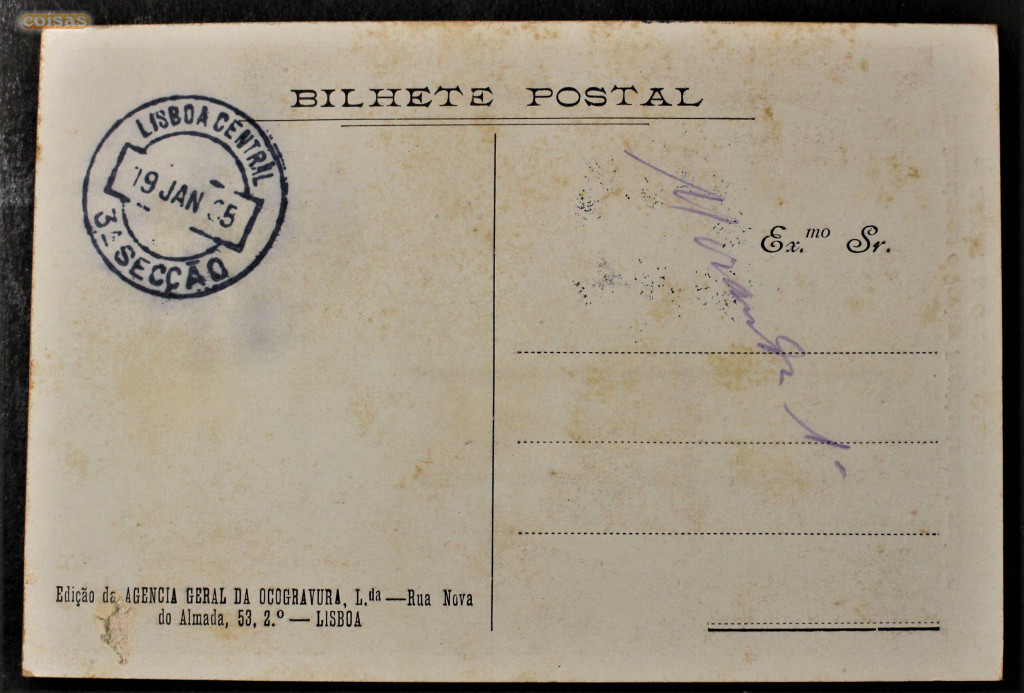 coisas
BILHETE POSTAL
LISBOA CENTRAL
19 JAN 5
3ª SECÇÃO
Ex.mo Sr.
Edição da AGENCIA GERAL DA OCOGRAVURA, L.da — Rua Nova
do Almada, 53, 2.º — LISBOA